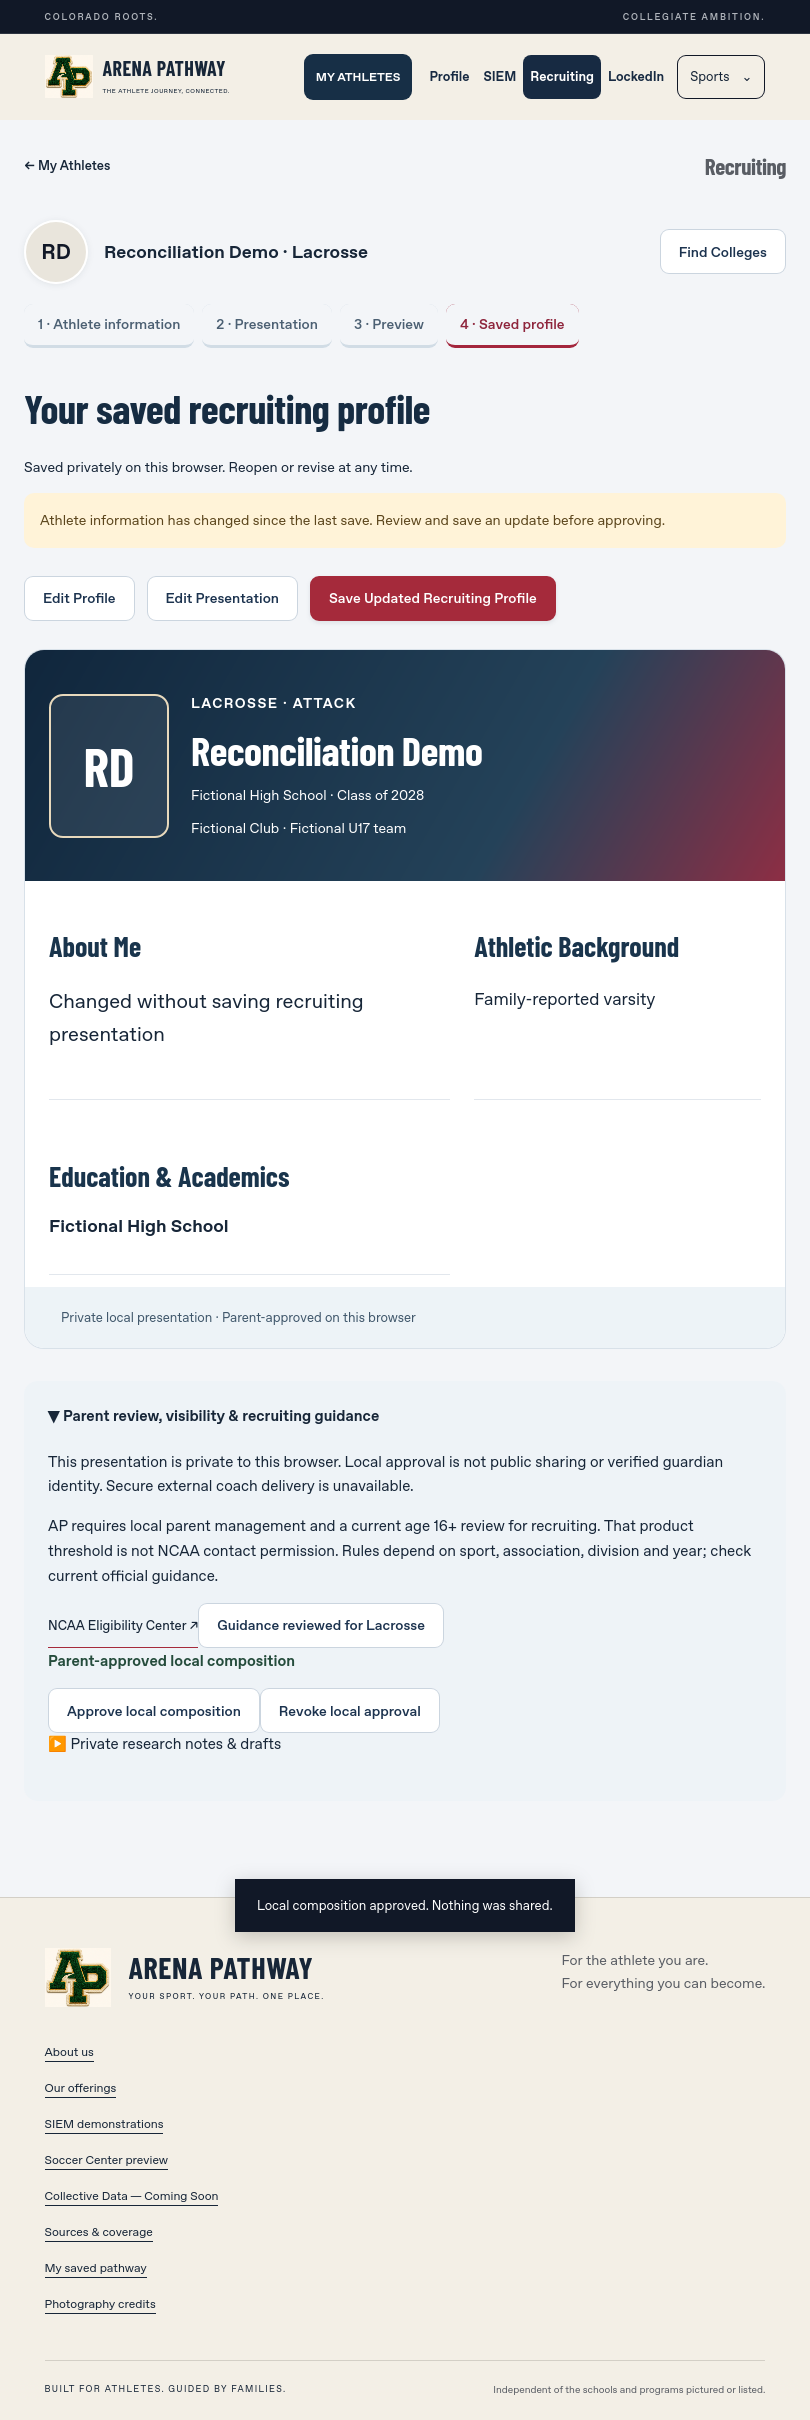 COLORADO ROOTS.
COLLEGIATE AMBITION.
AP
ARENA PATHWAY
THE ATHLETE JOURNEY, CONNECTED.
MY ATHLETES
Profile
SIEM
Recruiting
LockedIn
Sports
← My Athletes
Recruiting
RD
Reconciliation Demo · Lacrosse
Find Colleges
1 · Athlete information
2 · Presentation
3 · Preview
4 · Saved profile
Your saved recruiting profile
Saved privately on this browser. Reopen or revise at any time.
Athlete information has changed since the last save. Review and save an update before approving.
Edit Profile
Edit Presentation
Save Updated Recruiting Profile
RD
LACROSSE · ATTACK
Reconciliation Demo
Fictional High School · Class of 2028
Fictional Club · Fictional U17 team
About Me
Changed without saving recruiting
presentation
Athletic Background
Family-reported varsity
Education & Academics
Fictional High School
Private local presentation · Parent-approved on this browser
▼ Parent review, visibility & recruiting guidance
This presentation is private to this browser. Local approval is not public sharing or verified guardian
identity. Secure external coach delivery is unavailable.
AP requires local parent management and a current age 16+ review for recruiting. That product
threshold is not NCAA contact permission. Rules depend on sport, association, division and year; check
current official guidance.
NCAA Eligibility Center ↗
Guidance reviewed for Lacrosse
Parent-approved local composition
Approve local composition
Revoke local approval
▶ Private research notes & drafts
Local composition approved. Nothing was shared.
AP
ARENA PATHWAY
YOUR SPORT. YOUR PATH. ONE PLACE.
For the athlete you are.
For everything you can become.
About us
Our offerings
SIEM demonstrations
Soccer Center preview
Collective Data — Coming Soon
Sources & coverage
My saved pathway
Photography credits
BUILT FOR ATHLETES. GUIDED BY FAMILIES.
Independent of the schools and programs pictured or listed.